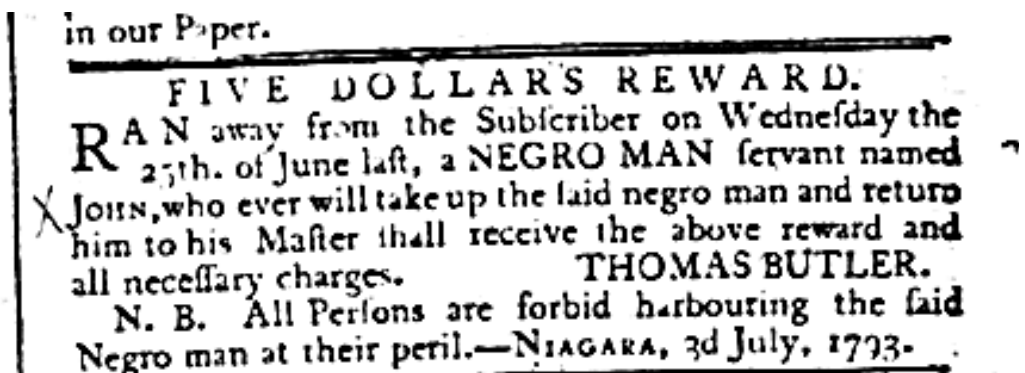 in our Paper.
FIVE DOLLARS REWARD.
RAN away from the Subſcriber on Wedneſday the
25th. of June laſt, a NEGRO MAN ſervant named
JOHN, who ever will take up the ſaid negro man and return
him to his Maſter ſhall receive the above reward and
all neceſſary charges. THOMAS BUTLER.
N. B. All Perſons are forbid harbouring the ſaid
Negro man at their peril.—NIAGARA, 3d July, 1793.